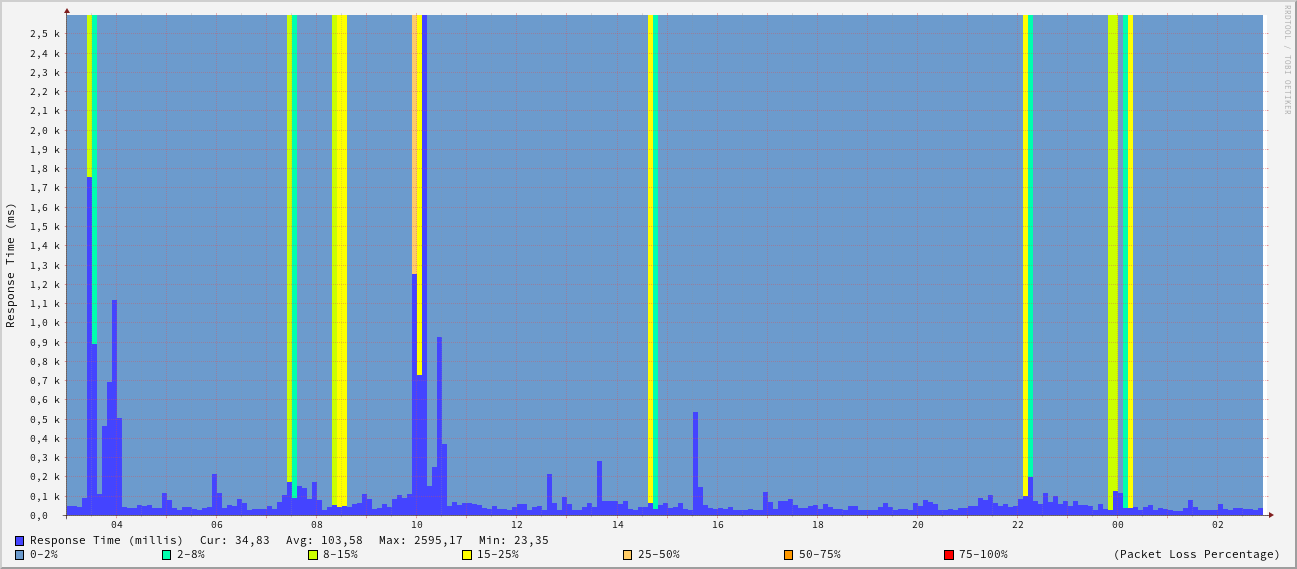 RRDTOOL / TOBI OETIKER
Response Time (ms)
2,5 k
2,4 k
2,3 k
2,2 k
2,1 k
2,0 k
1,9 k
1,8 k
1,7 k
1,6 k
1,5 k
1,4 k
1,3 k
1,2 k
1,1 k
1,0 k
0,9 k
0,8 k
0,7 k
0,6 k
0,5 k
0,4 k
0,3 k
0,2 k
0,1 k
0,0
04 06 08 10 12 14 16 18 20 22 00 02
Response Time (millis) Cur: 34,83 Avg: 103,58 Max: 2595,17 Min: 23,35
0-2% 2-8% 8-15% 15-25% 25-50% 50-75% 75-100% (Packet Loss Percentage)